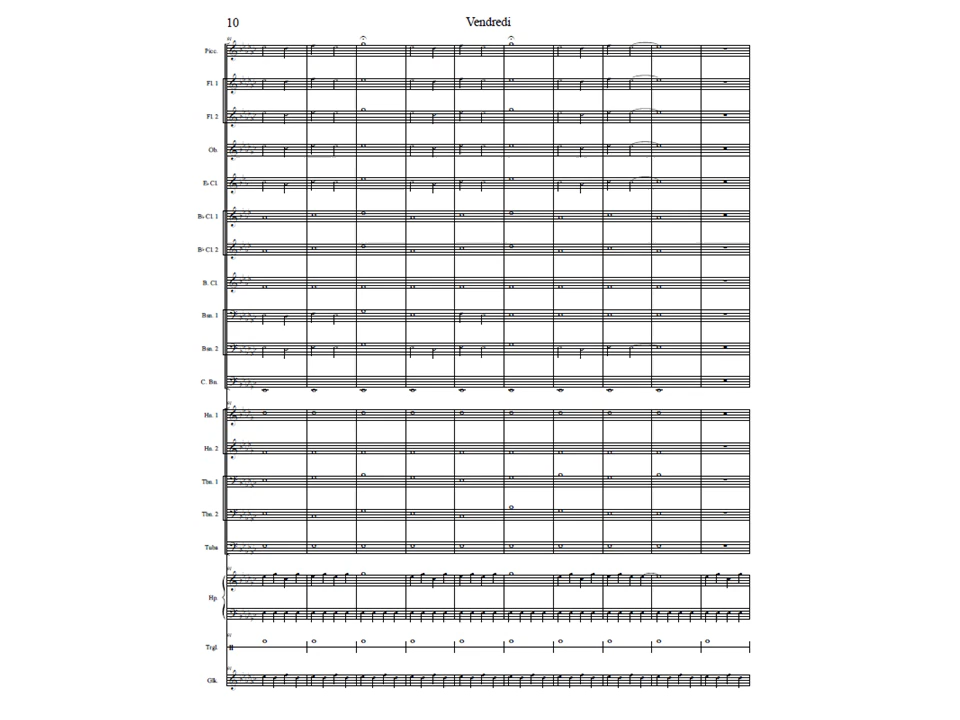 10
Vendredi
Picc.
Fl 1
Fl 2
Ob.
E♭ Cl
B♭ Cl 1
B♭ Cl 2
B. Cl
Bsn. 1
Bsn. 2
C. Bn.
Hn. 1
Hn. 2
Tbn. 1
Tbn. 2
Tuba
Hp.
Trgl.
Glk.